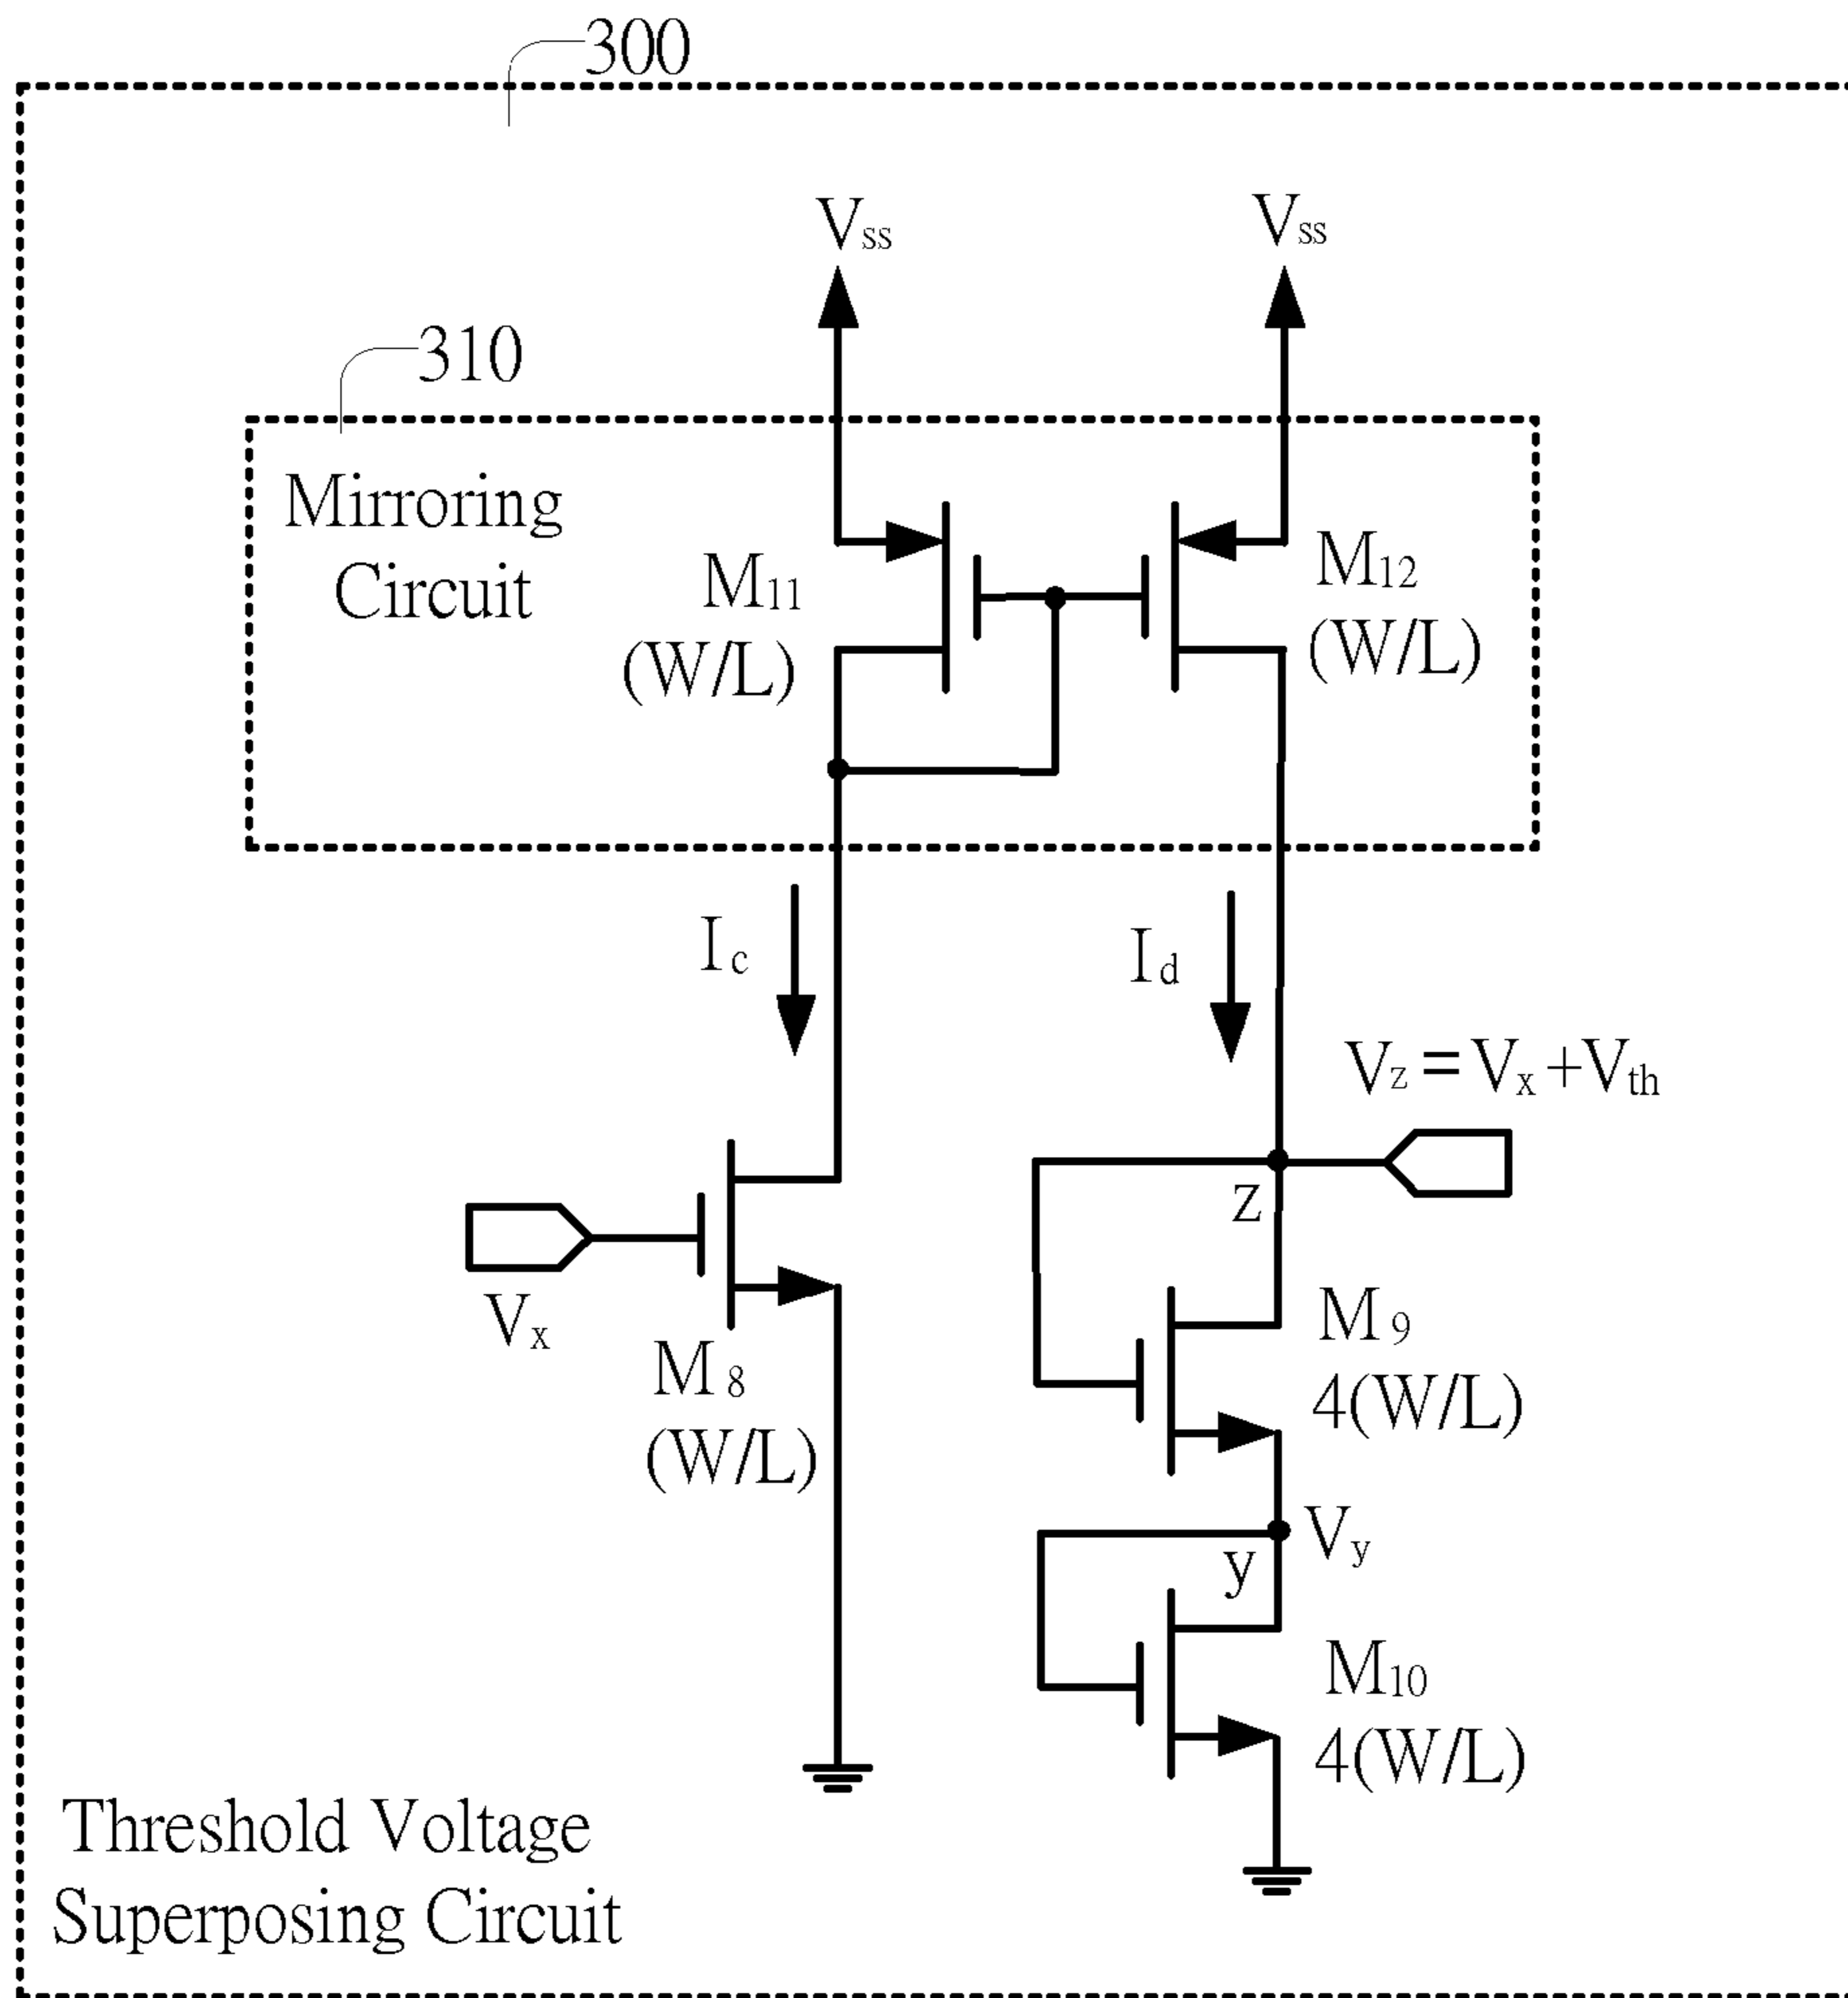 300
Vss
Vss
310
Mirroring
Circuit
M11
(W/L)
M12
(W/L)
Ic
Id
Vz = Vx +Vth
z
Vx
M8
(W/L)
M9
4(W/L)
Vy
y
M10
4(W/L)
Threshold Voltage
Superposing Circuit